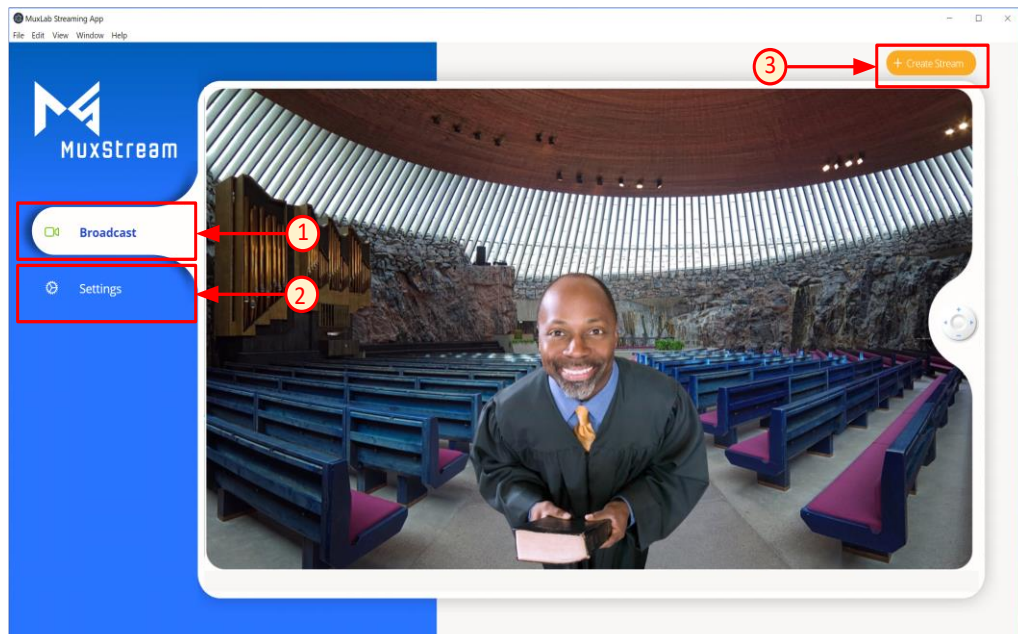 MuxLab Streaming App
File Edit View Window Help
+ Create Stream
3
MuxStream
Broadcast
1
Settings
2